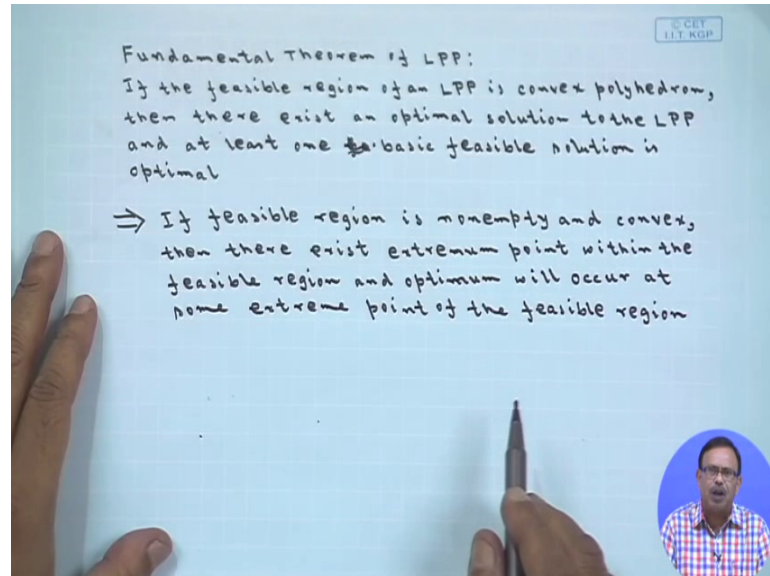 © CET
I.I.T. KGP
Fundamental Theorem of LPP:
If the feasible region of an LPP is convex polyhedron,
then there exist an optimal solution to the LPP
and at least one basic feasible solution is
optimal
⇒ If feasible region is nonempty and convex,
then there exist extremum point within the
feasible region and optimum will occur at
some extreme point of the feasible region